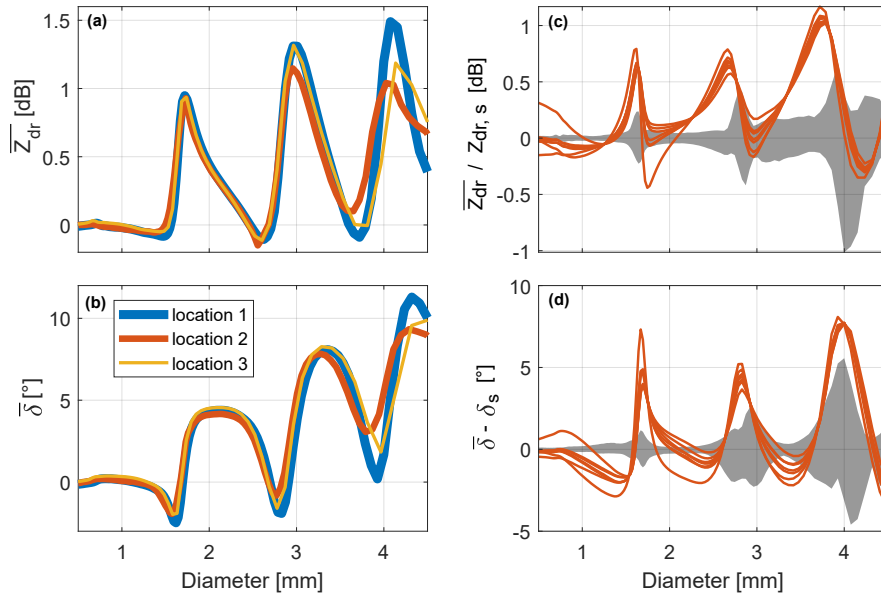 (a)
1.5
1
0.5
0
Z̅dr [dB]
(c)
1
0.5
0
-0.5
-1
Z̅dr / Zdr, s [dB]
(b)
location 1
location 2
location 3
10
5
0
δ̅ [°]
1 2 3 4
Diameter [mm]
(d)
10
5
0
-5
δ̅ - δs [°]
1 2 3 4
Diameter [mm]